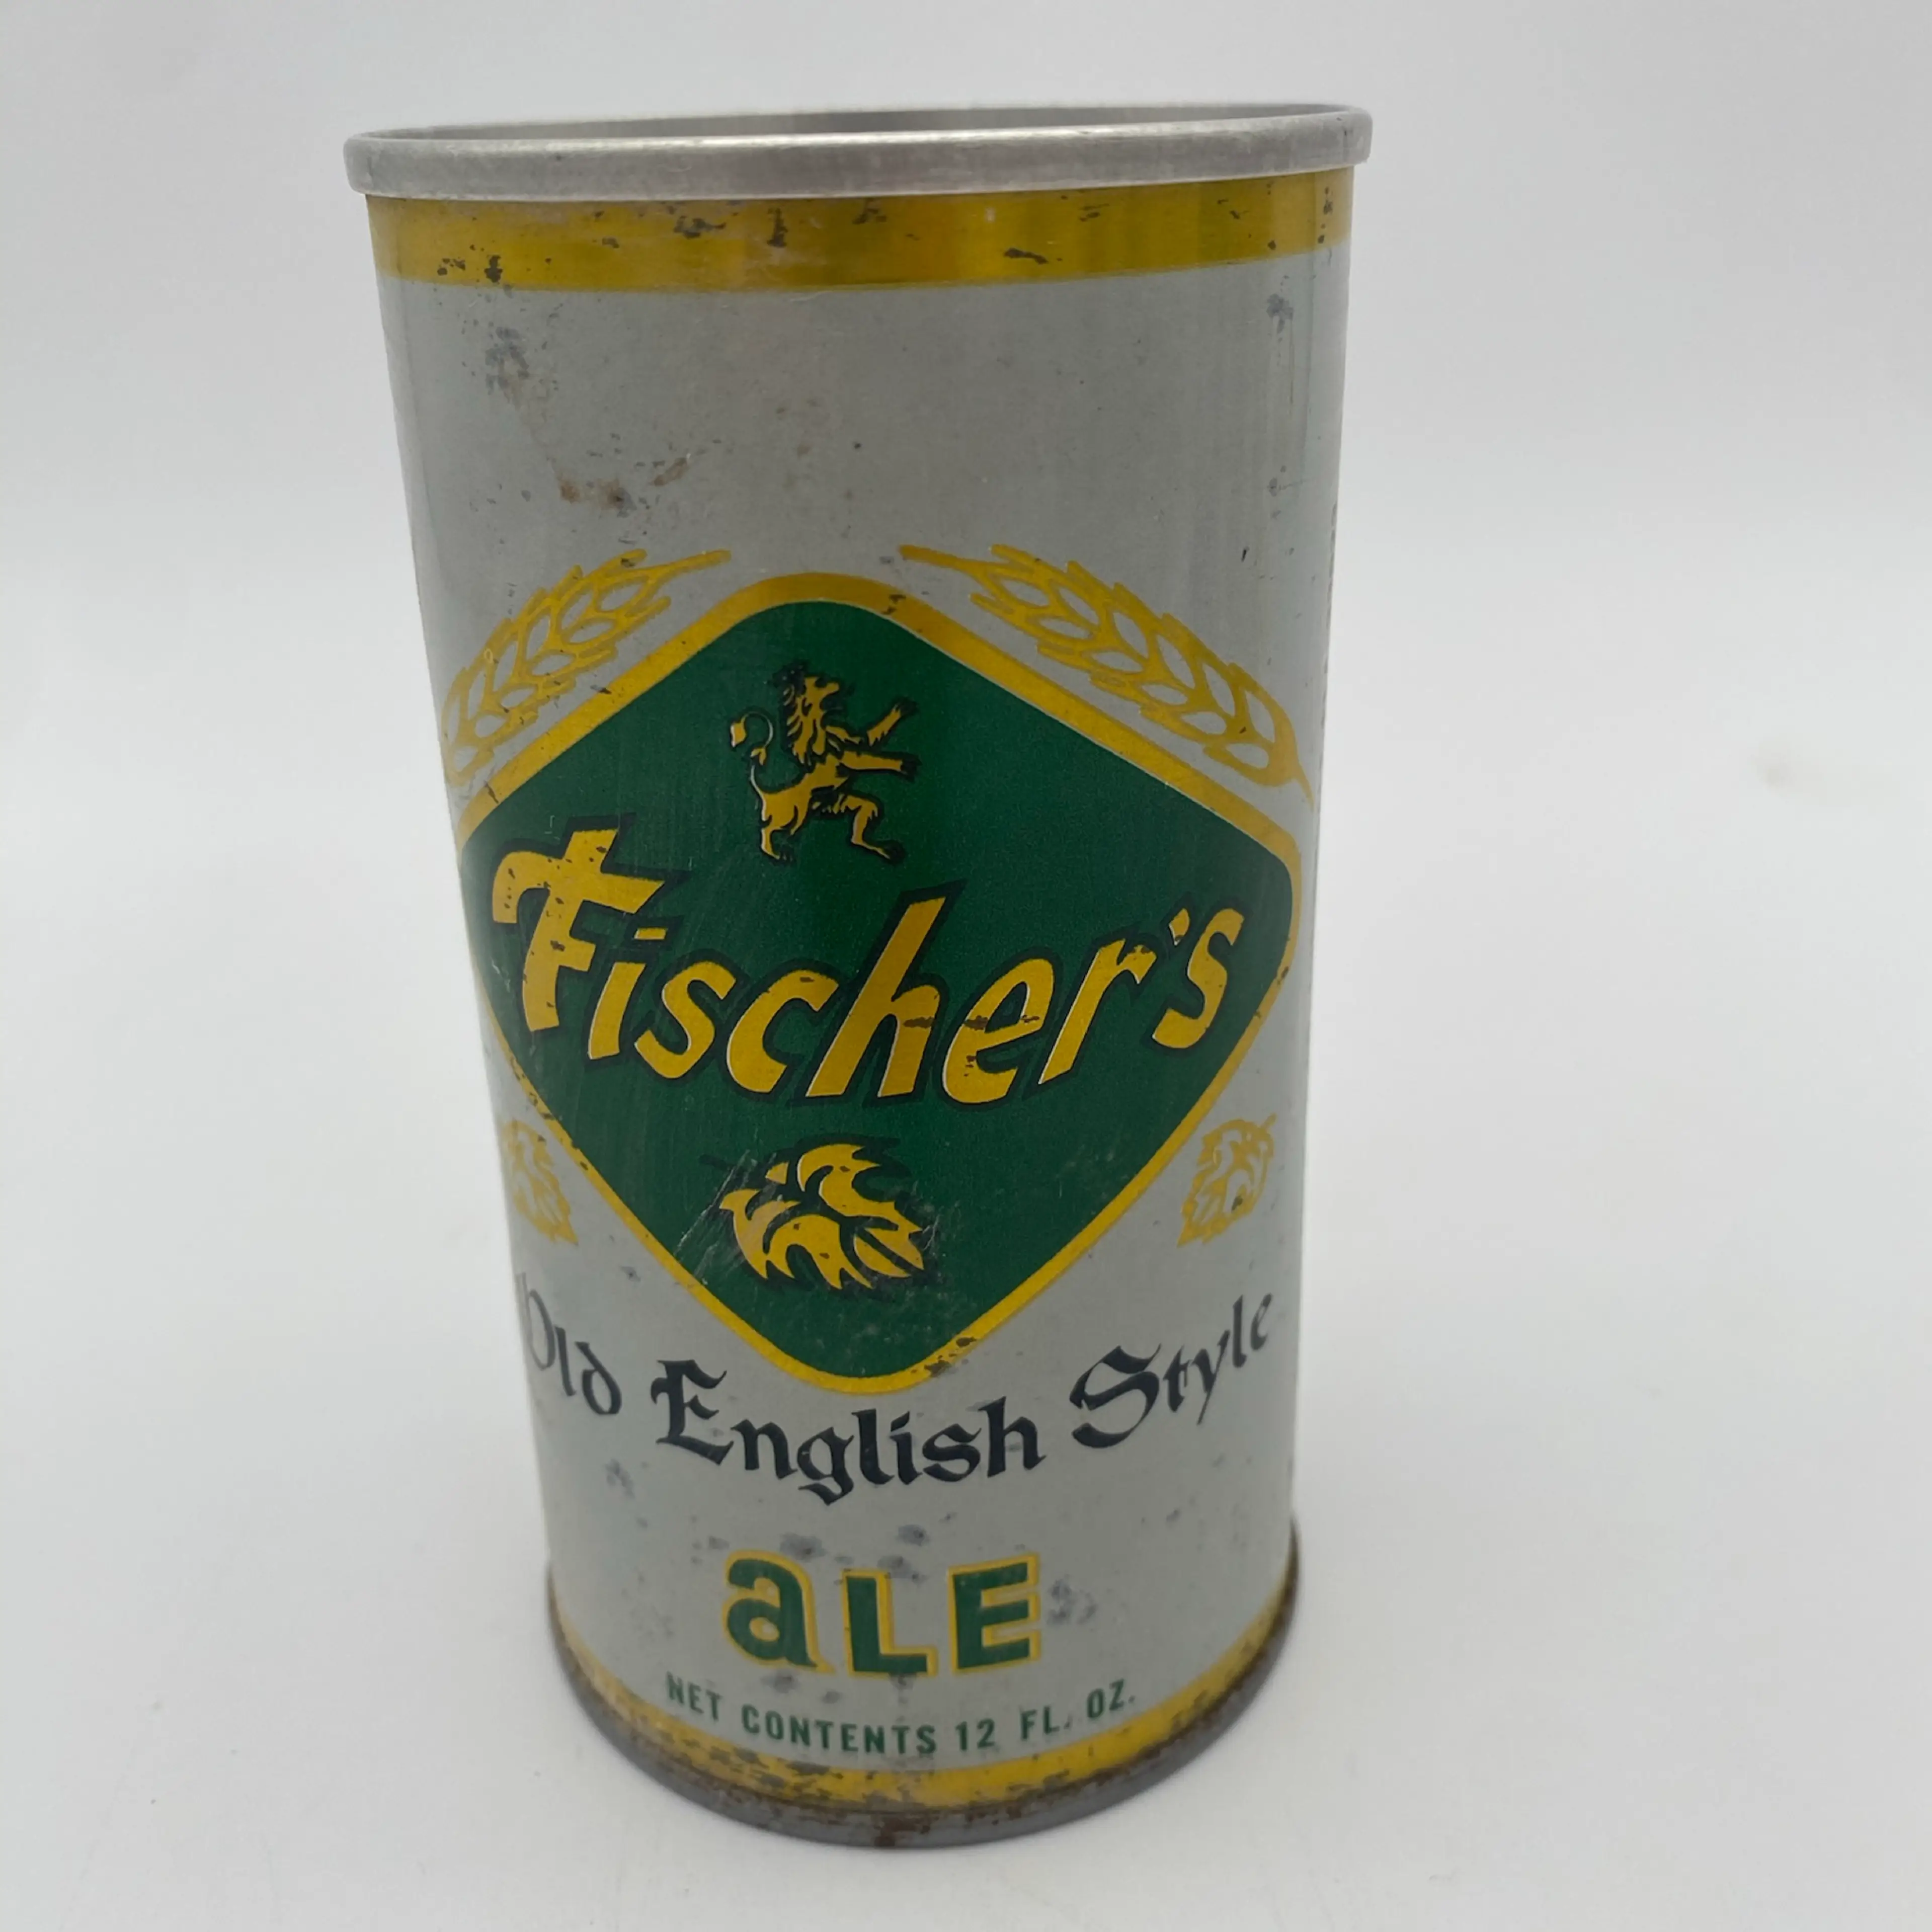 Fischer's
Old English Style
aLE
NET CONTENTS 12 FL. OZ.